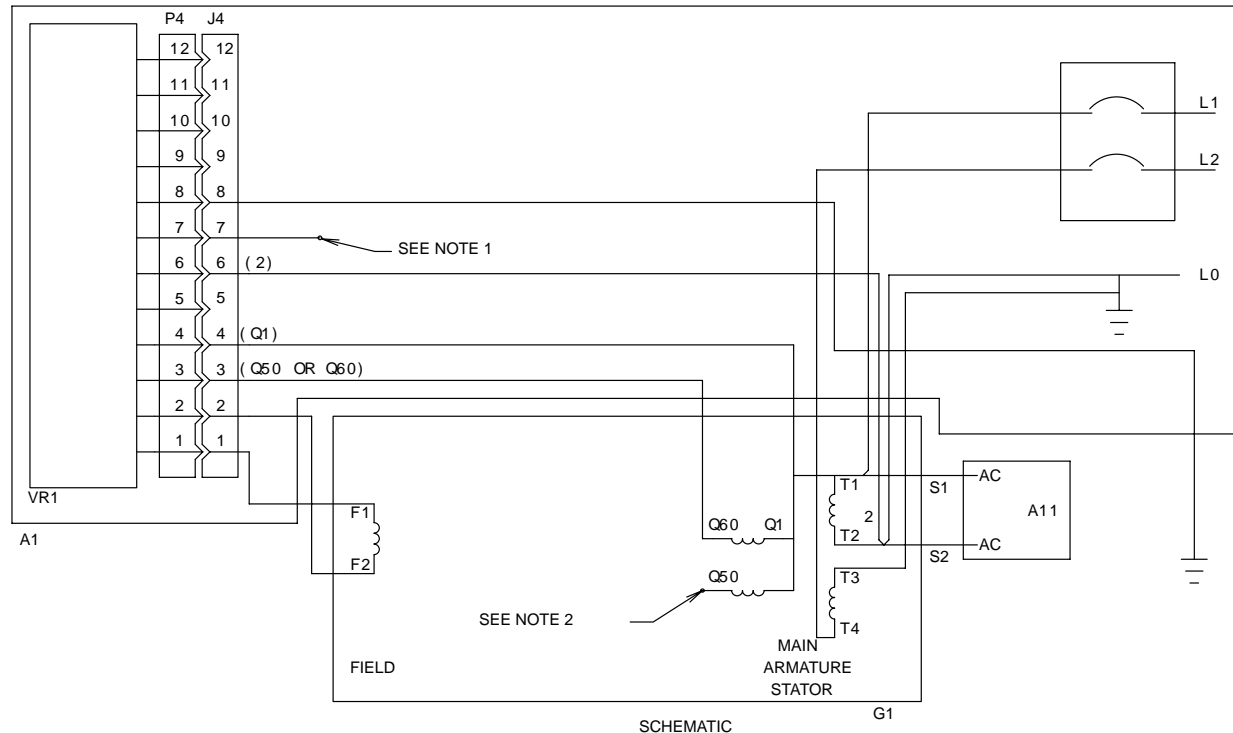 P4 J4
12 12
11 11
10 10
9 9
8 8
7 7
SEE NOTE 1
6 6 (2)
5 5
4 4 (Q1)
3 3 (Q50 OR Q60)
2 2
1 1
VR1
A1
L1
L2
L0
F1
F2
FIELD
Q60 Q1
Q50
SEE NOTE 2
T1
2
T2
T3
T4
MAIN
ARMATURE
STATOR
S1
S2
AC
A11
AC
G1
SCHEMATIC